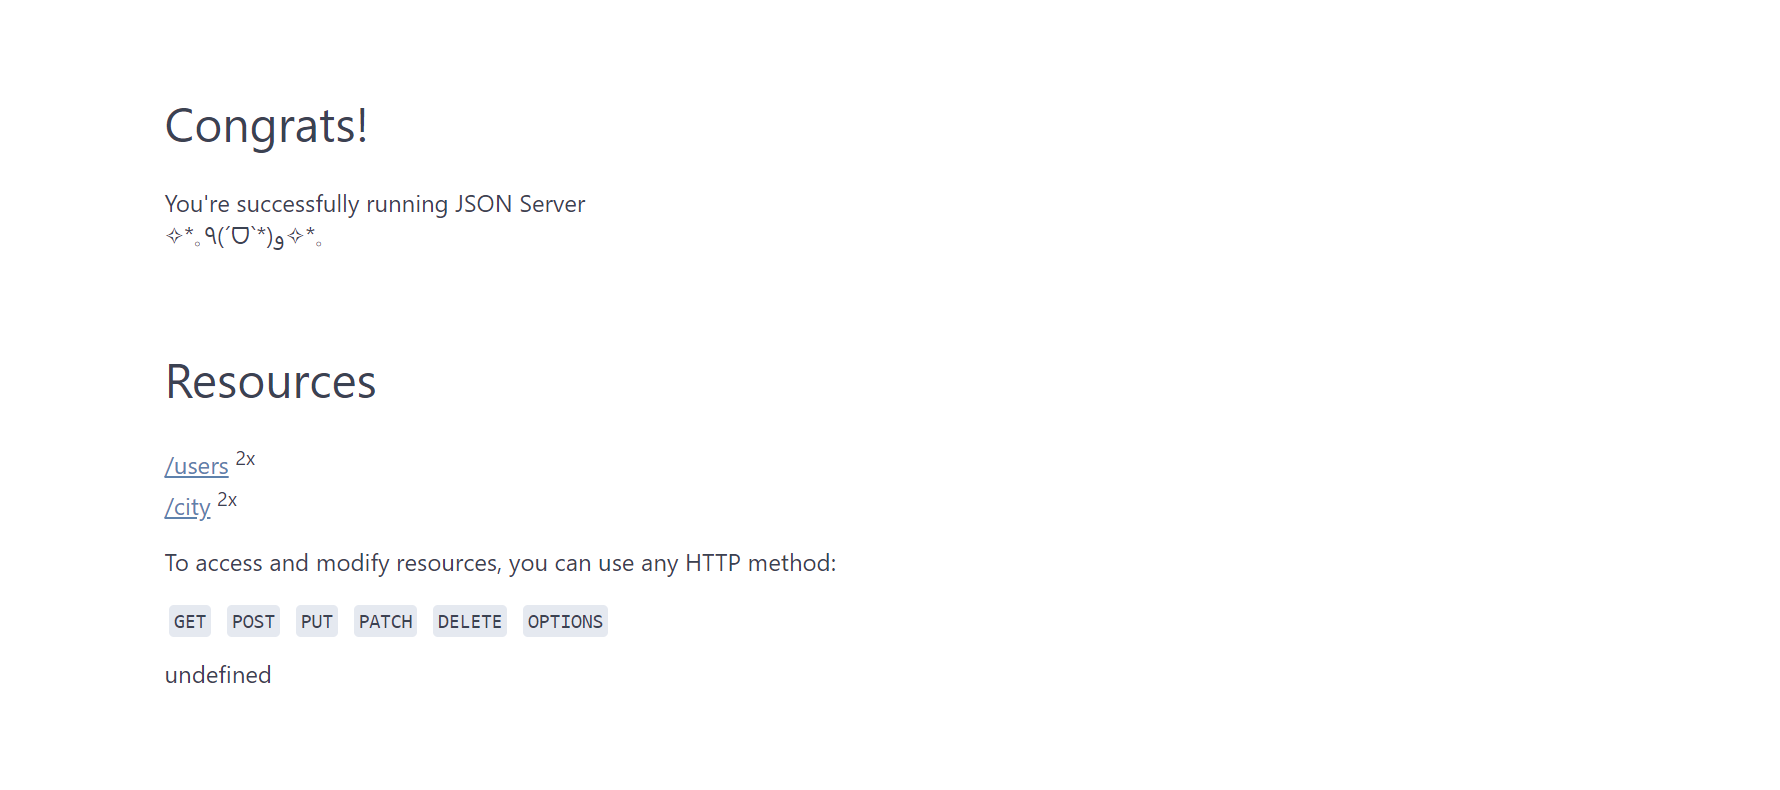 Congrats!
You're successfully running JSON Server
✧*｡٩(ˊᗜˋ*)و✧*｡
Resources
/users 2x
/city 2x
To access and modify resources, you can use any HTTP method:
GET POST PUT PATCH DELETE OPTIONS
undefined